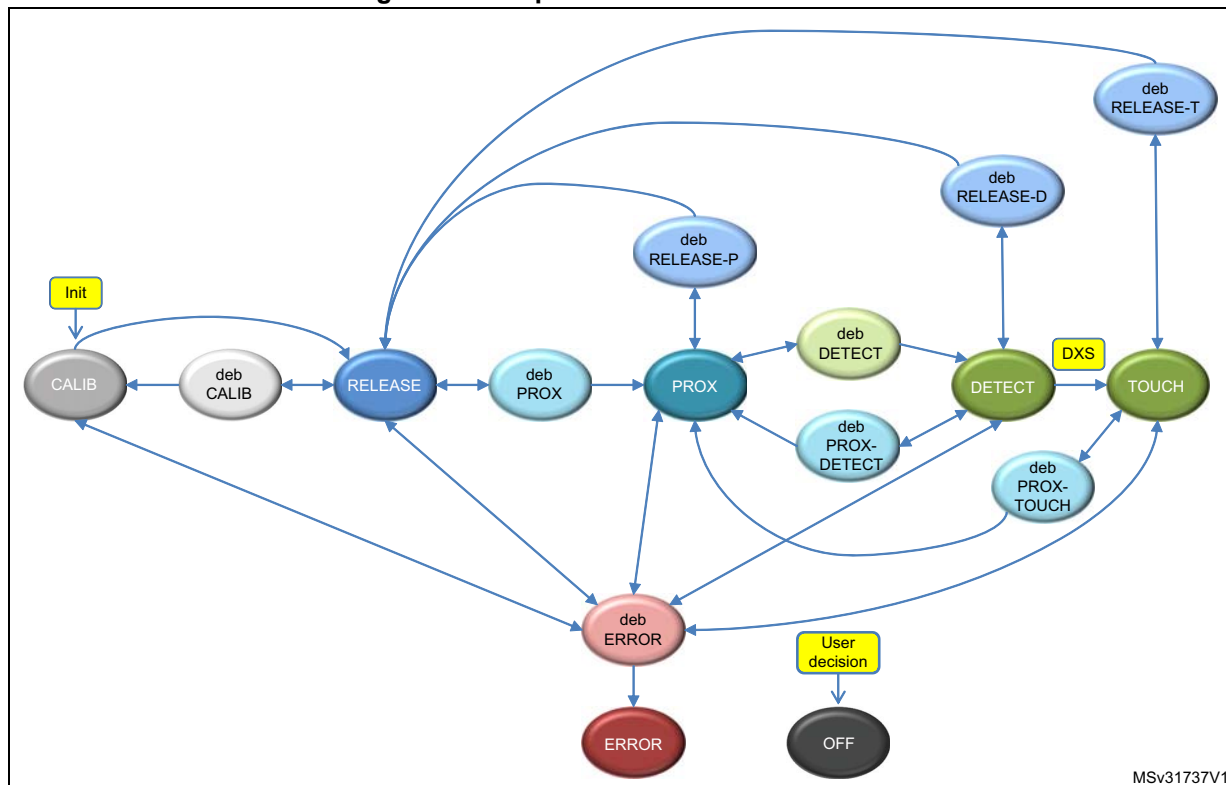 deb
RELEASE-T
deb
RELEASE-D
deb
RELEASE-P
Init
deb
DETECT
DXS
CALIB
deb
CALIB
RELEASE
deb
PROX
PROX
DETECT
TOUCH
deb
PROX-
DETECT
deb
PROX-
TOUCH
deb
ERROR
User
decision
ERROR
OFF
MSv31737V1